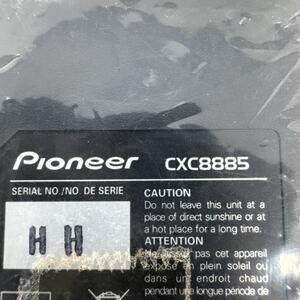 Pioneer CXC8885
SERIAL NO./NO. DE SERIE
H H
CAUTION
Do not leave this unit at a
place of direct sunshine or at
a hot place for a long time.
ATTENTION
Ne laissez pas cet appareil
exposé en plein soleil ou
dans un endroit chaud
pendant une longue période de